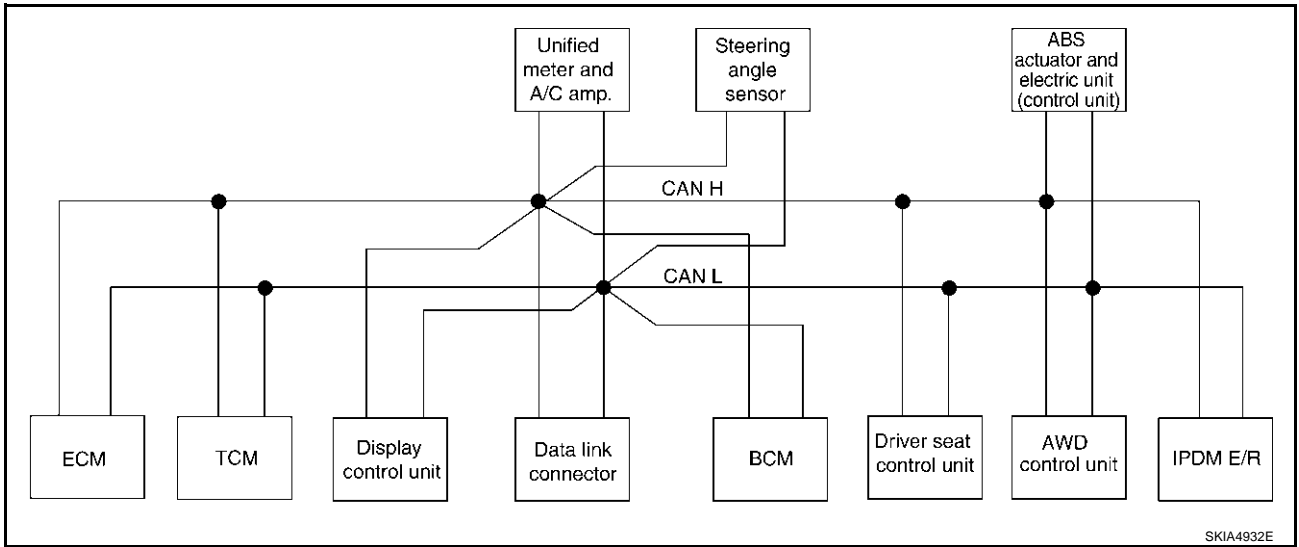 Unified
meter and
A/C amp.
Steering
angle
sensor
ABS
actuator and
electric unit
(control unit)
CAN H
CAN L
ECM
TCM
Display
control unit
Data link
connector
BCM
Driver seat
control unit
AWD
control unit
IPDM E/R
SKIA4932E